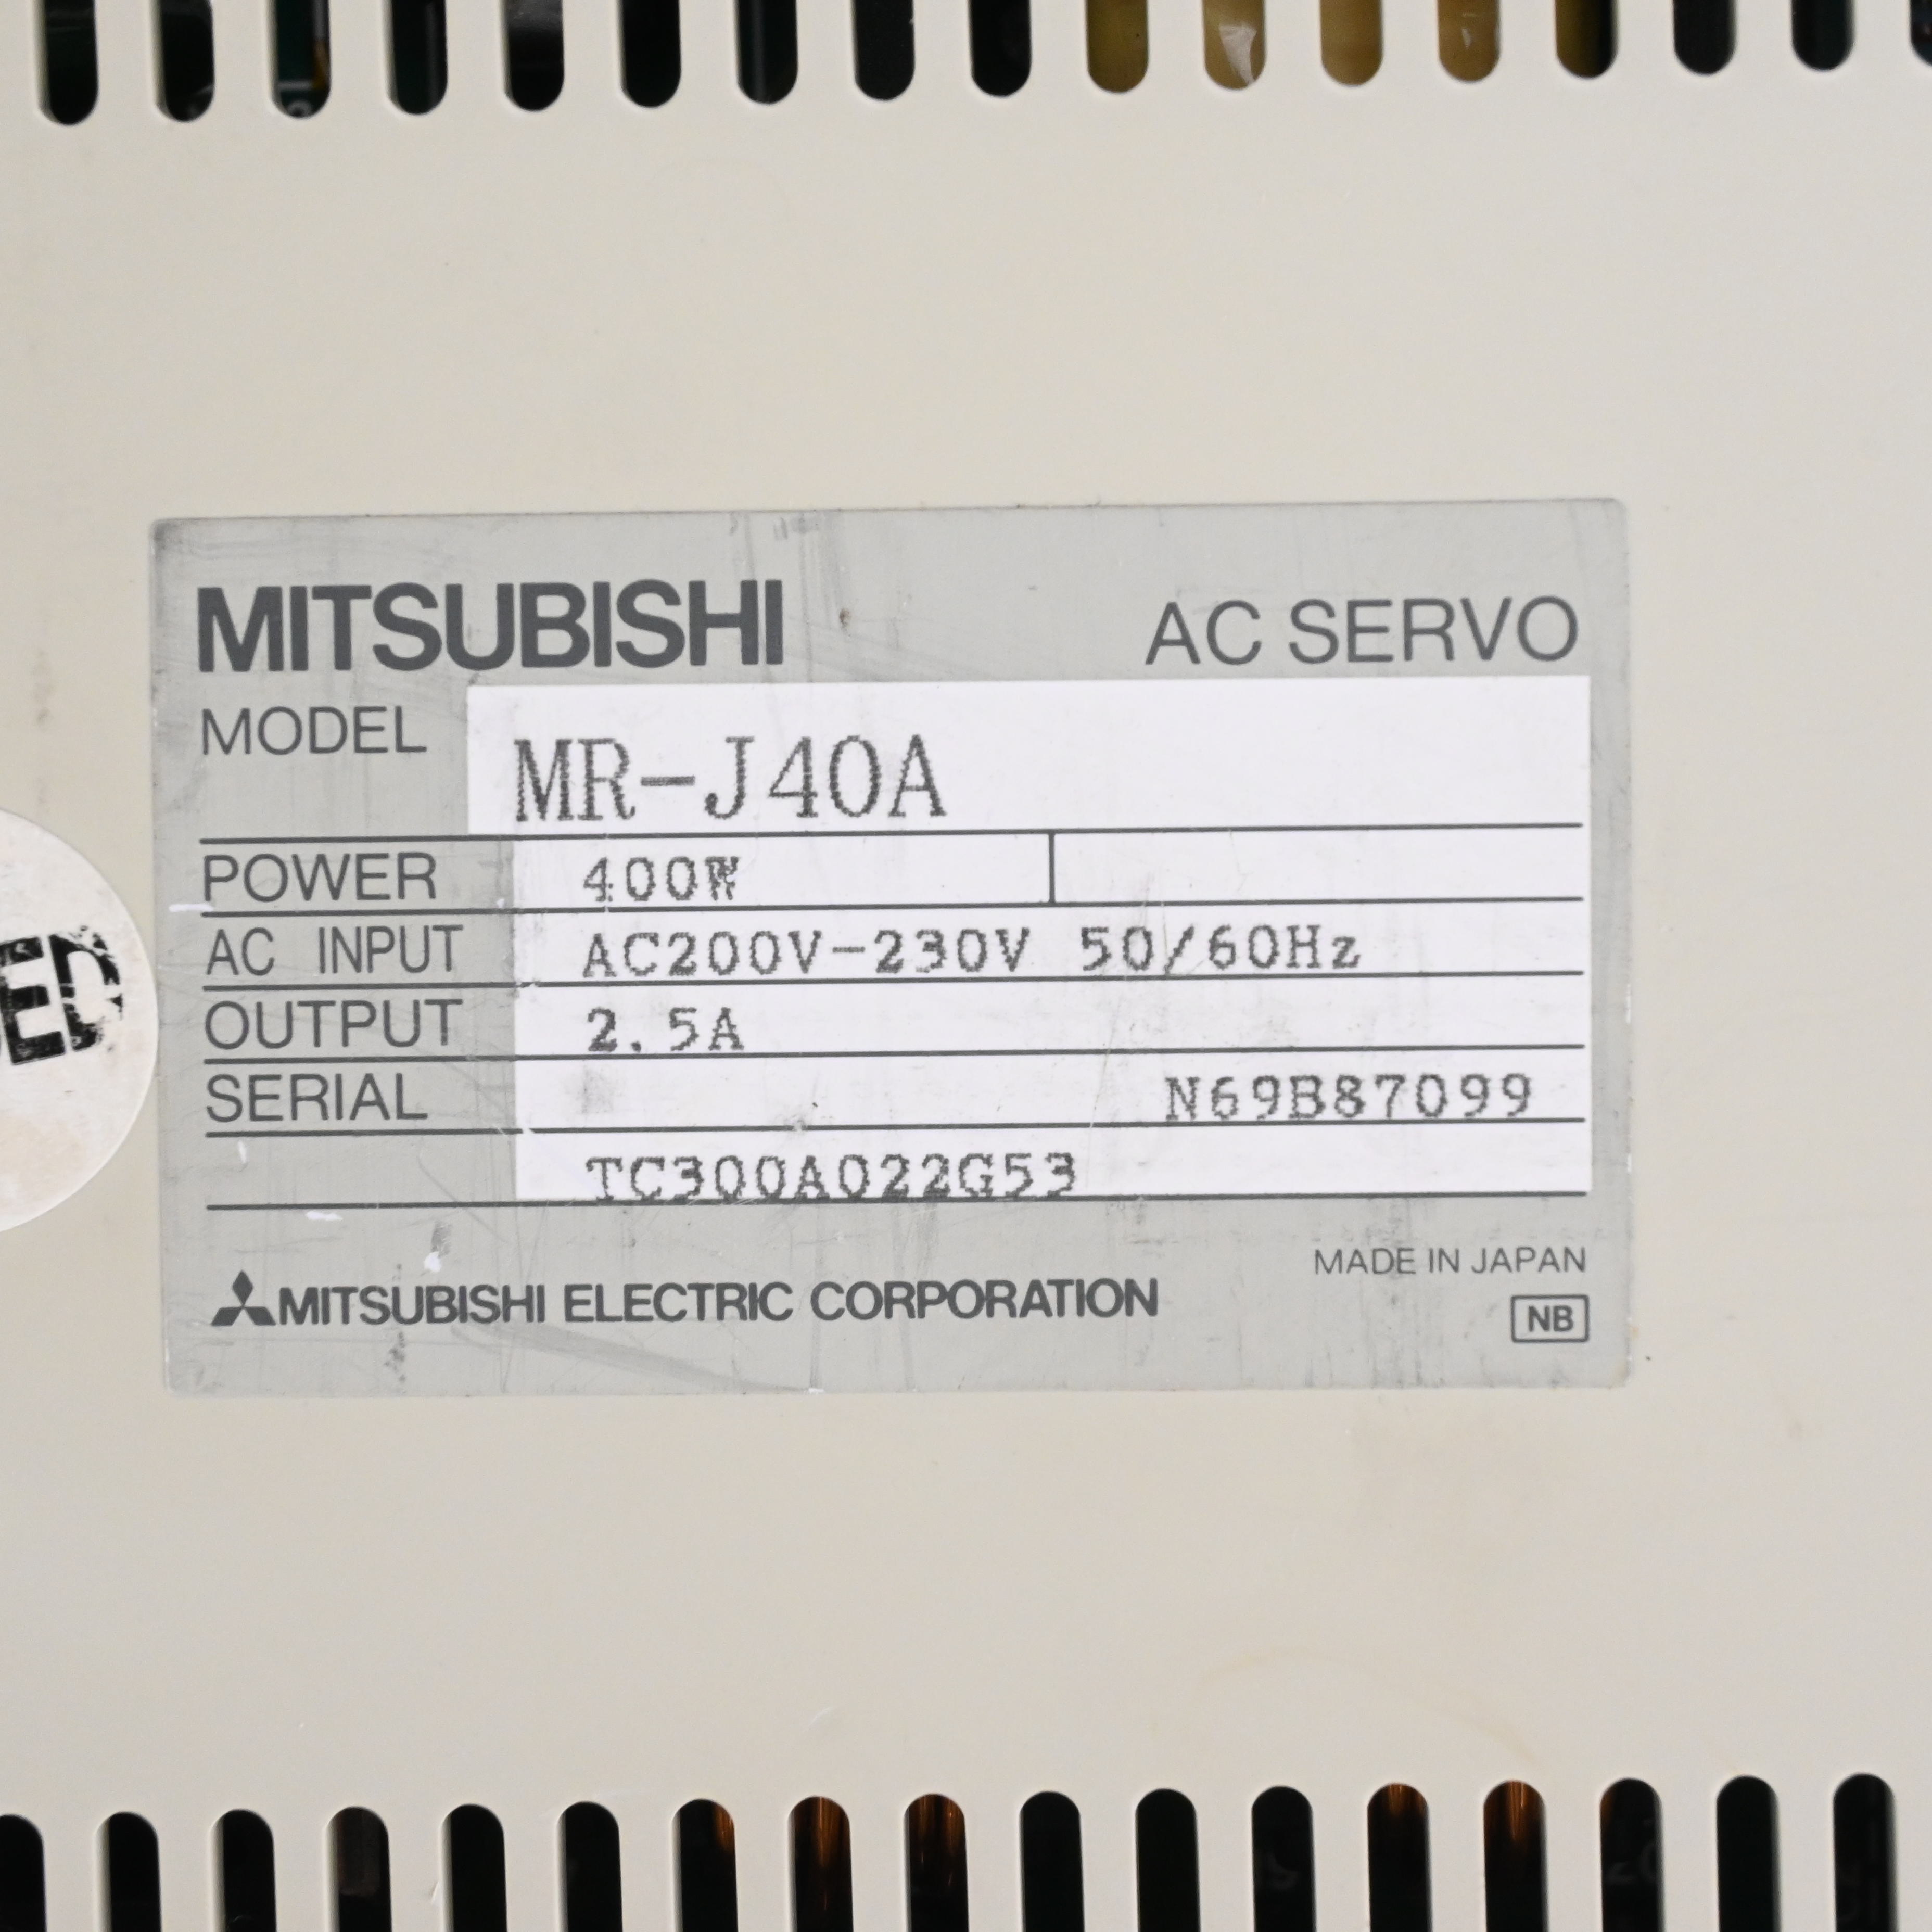 MITSUBISHI AC SERVO
MODEL MR-J40A
POWER 400W
AC INPUT AC200V-230V 50/60Hz
OUTPUT 2.5A
SERIAL N69B87099
TC300A022G53
MADE IN JAPAN
MITSUBISHI ELECTRIC CORPORATION
NB